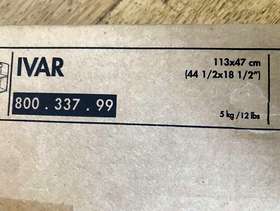 IVAR
113x47 cm
(44 1/2x18 1/2")
800 . 337 . 99
5 kg/12 lbs